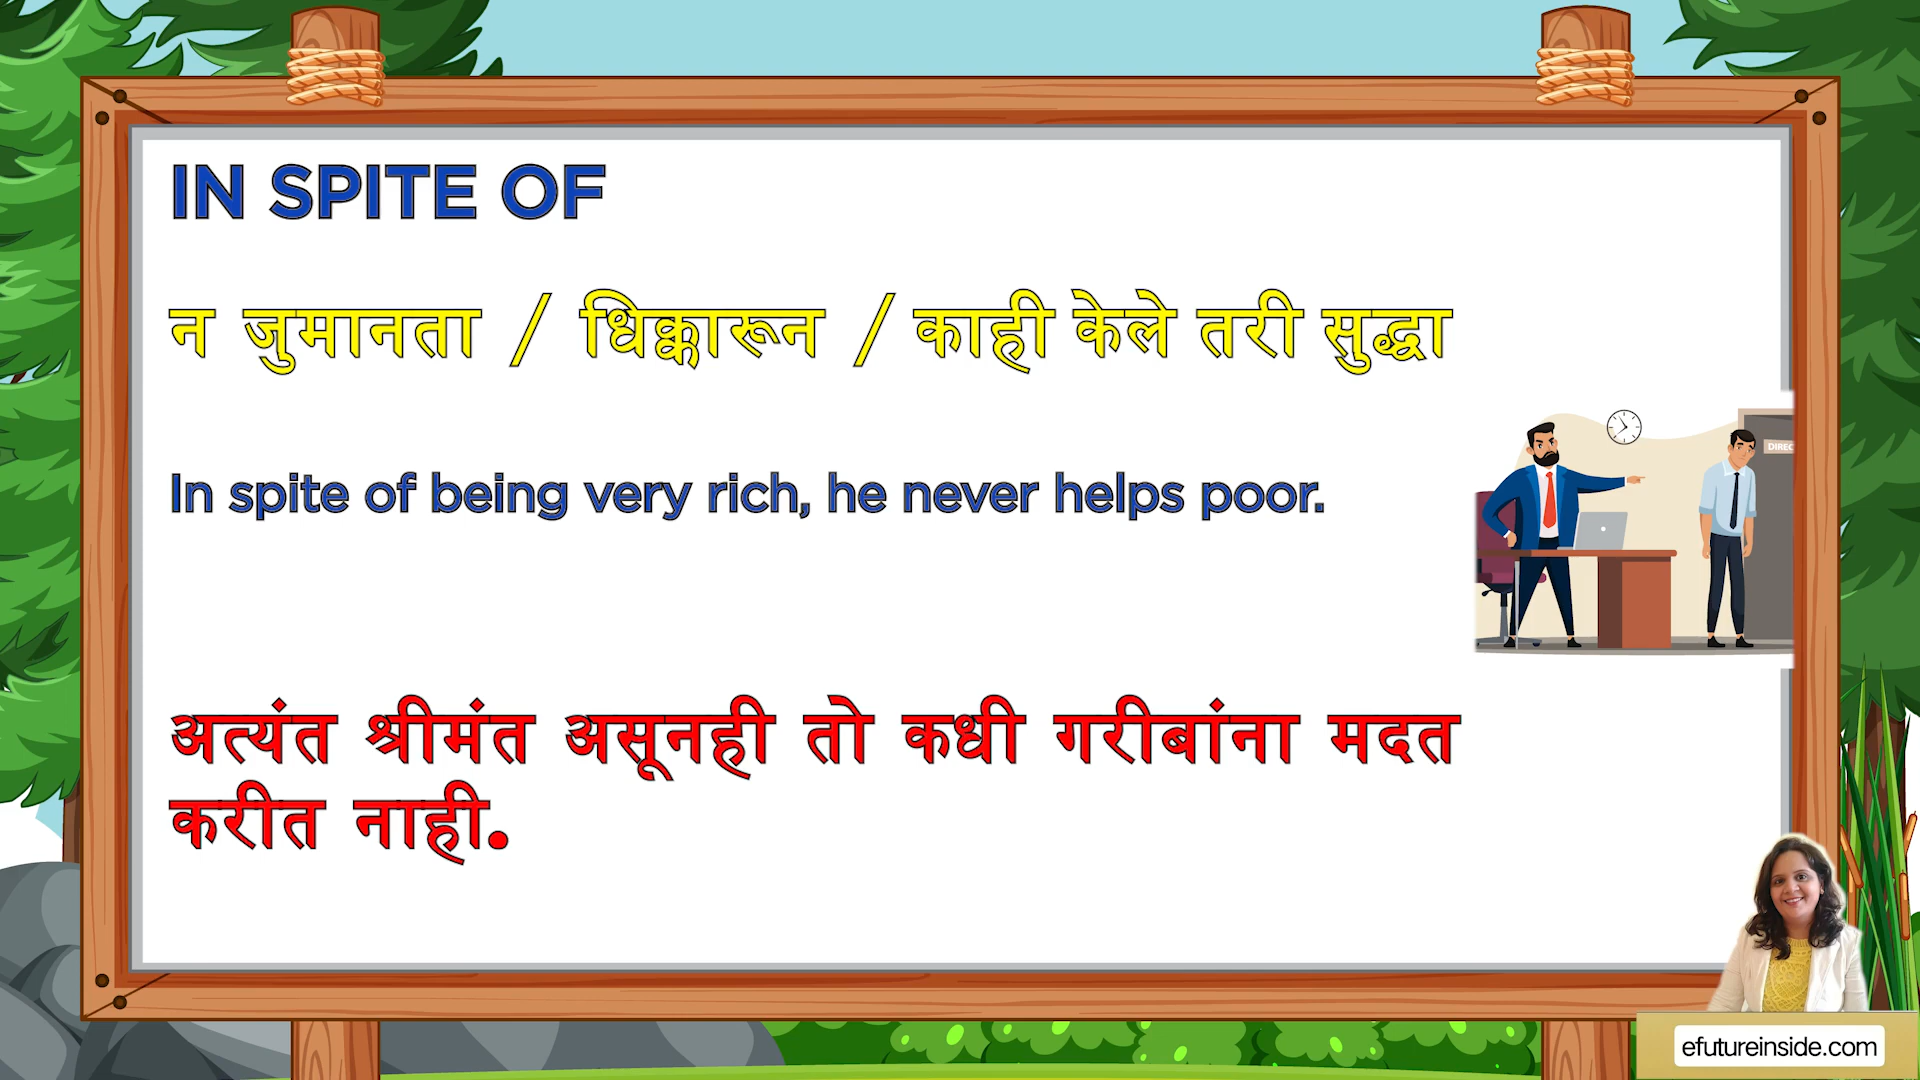 IN SPITE OF
न जुमानता / धिक्कारून / काही केले तरी सुद्धा
In spite of being very rich, he never helps poor.
DIREC
अत्यंत श्रीमंत असूनही तो कधी गरीबांना मदत
करीत नाही.
efutureinside.com